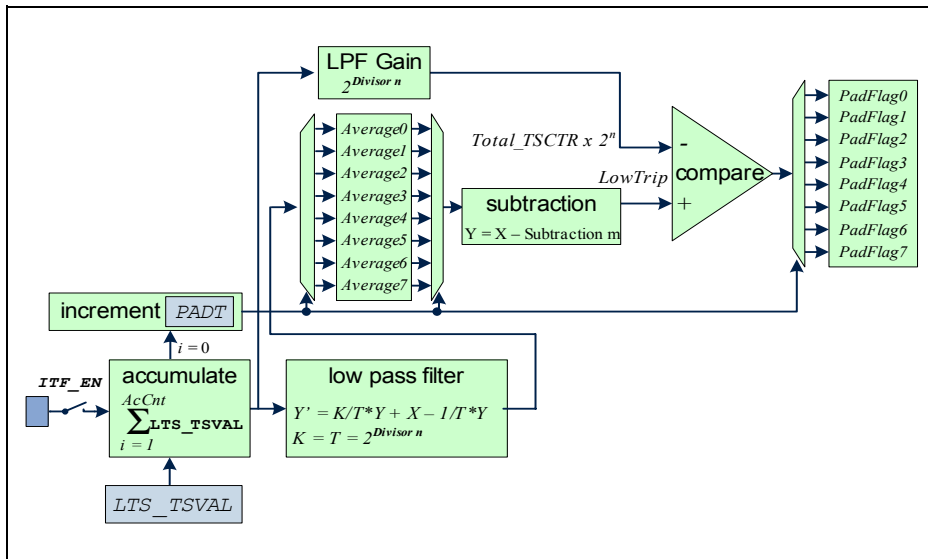 LPF Gain
2^Divisor n
Average0
Average1
Average2
Average3
Average4
Average5
Average6
Average7
Total_TSCTR x 2^n
LowTrip
subtraction
Y = X – Subtraction m
-
compare
+
PadFlag0
PadFlag1
PadFlag2
PadFlag3
PadFlag4
PadFlag5
PadFlag6
PadFlag7
increment PADT
i = 0
ITF_EN
accumulate
AcCnt
∑LTS_TSVAL
i = 1
LTS_TSVAL
low pass filter
Y' = K/T*Y + X – 1/T*Y
K = T = 2^Divisor n